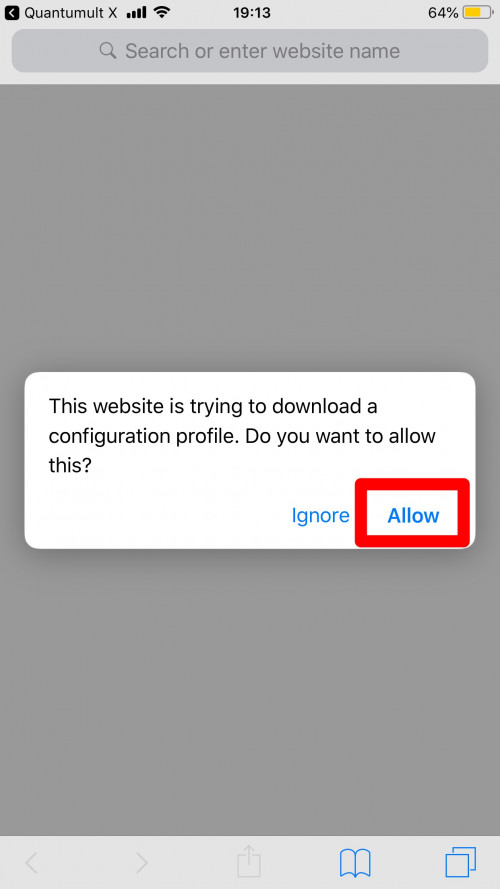 Quantumult X 19:13 64%
Search or enter website name
This website is trying to download a
configuration profile. Do you want to allow
this?
Ignore Allow